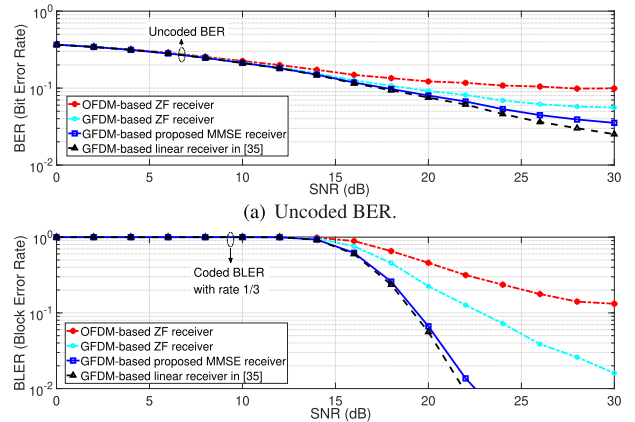 10^0
10^-1
10^-2
BER (Bit Error Rate)
Uncoded BER
OFDM-based ZF receiver
GFDM-based ZF receiver
GFDM-based proposed MMSE receiver
GFDM-based linear receiver in [35]
0 5 10 15 20 25 30
SNR (dB)
(a) Uncoded BER.
10^0
10^-1
10^-2
BLER (Block Error Rate)
Coded BLER
with rate 1/3
OFDM-based ZF receiver
GFDM-based ZF receiver
GFDM-based proposed MMSE receiver
GFDM-based linear receiver in [35]
0 5 10 15 20 25 30
SNR (dB)